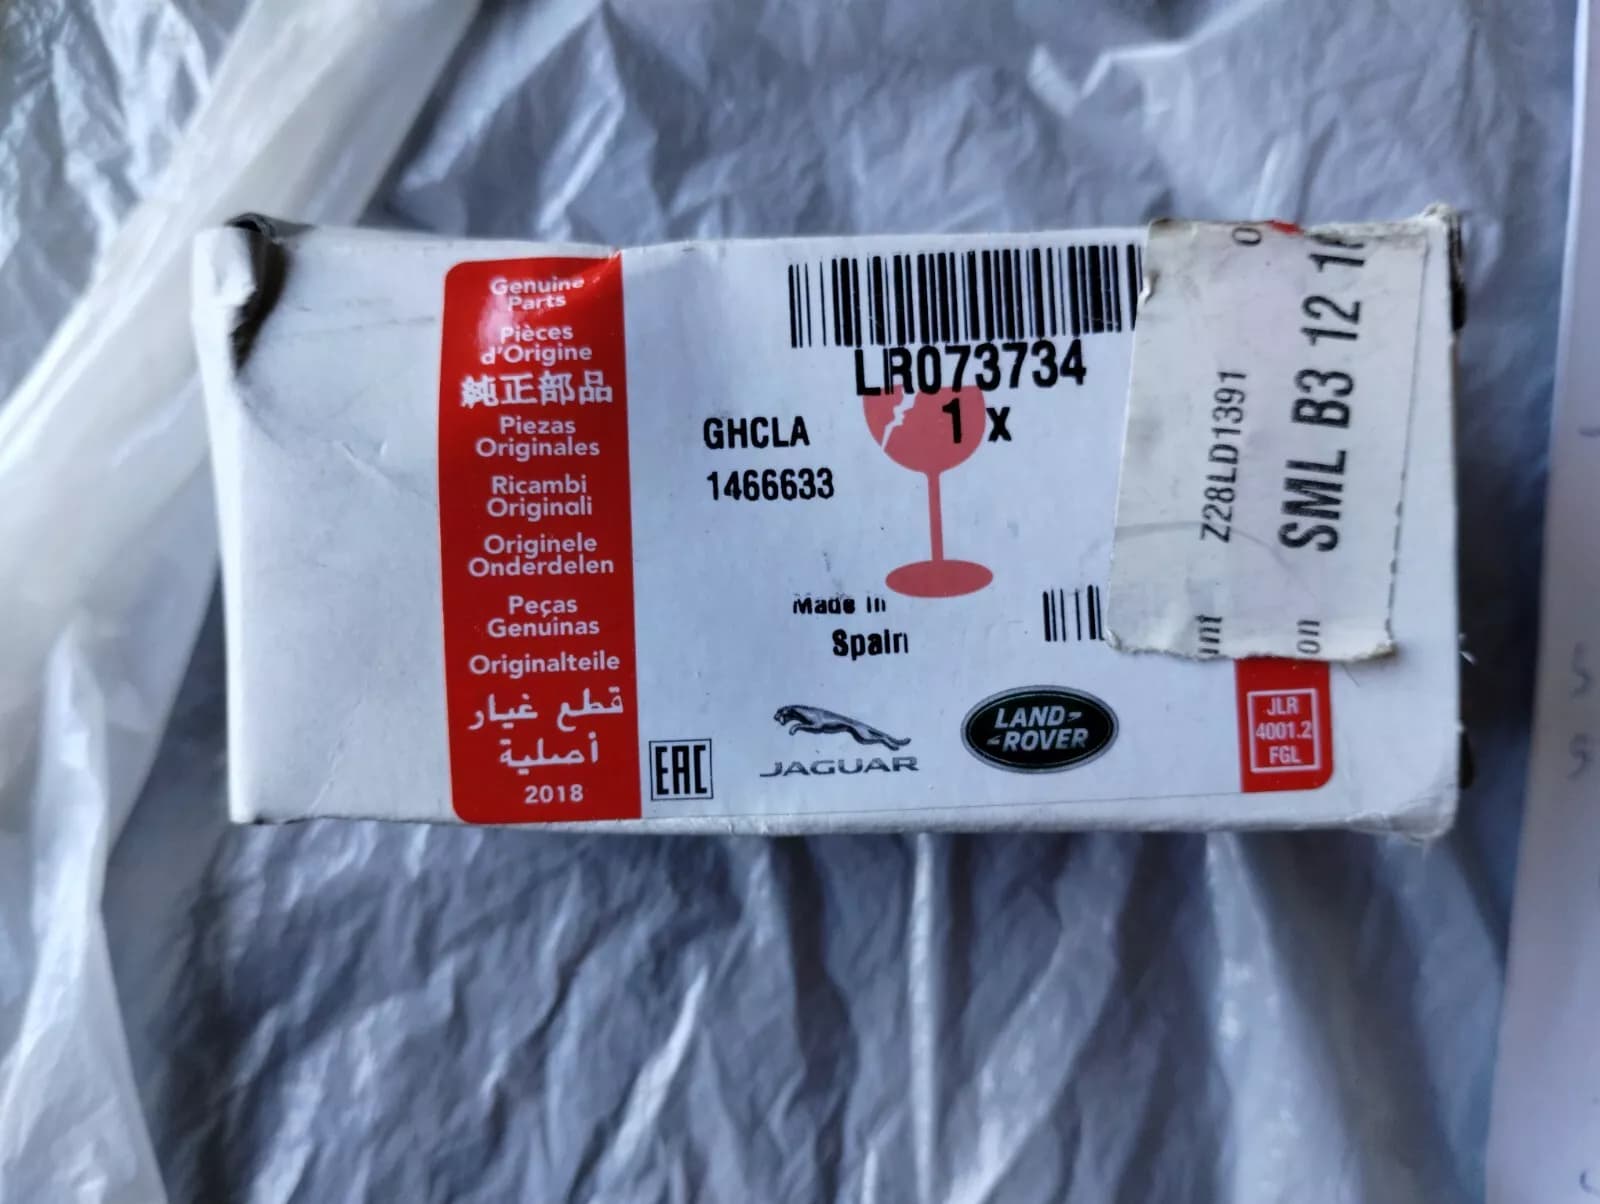 Genuine
Parts
Pièces
d'Origine
純正部品
Piezas
Originales
Ricambi
Originali
Originele
Onderdelen
Peças
Genuinas
Originalteile
قطع غيار
أصلية
2018
EAC
LR073734
1 x
GHCLA
1466633
Made in
Spain
JAGUAR
LAND-
-ROVER
Z28LD1391
SML B3 12
JLR
4001.2
FGL